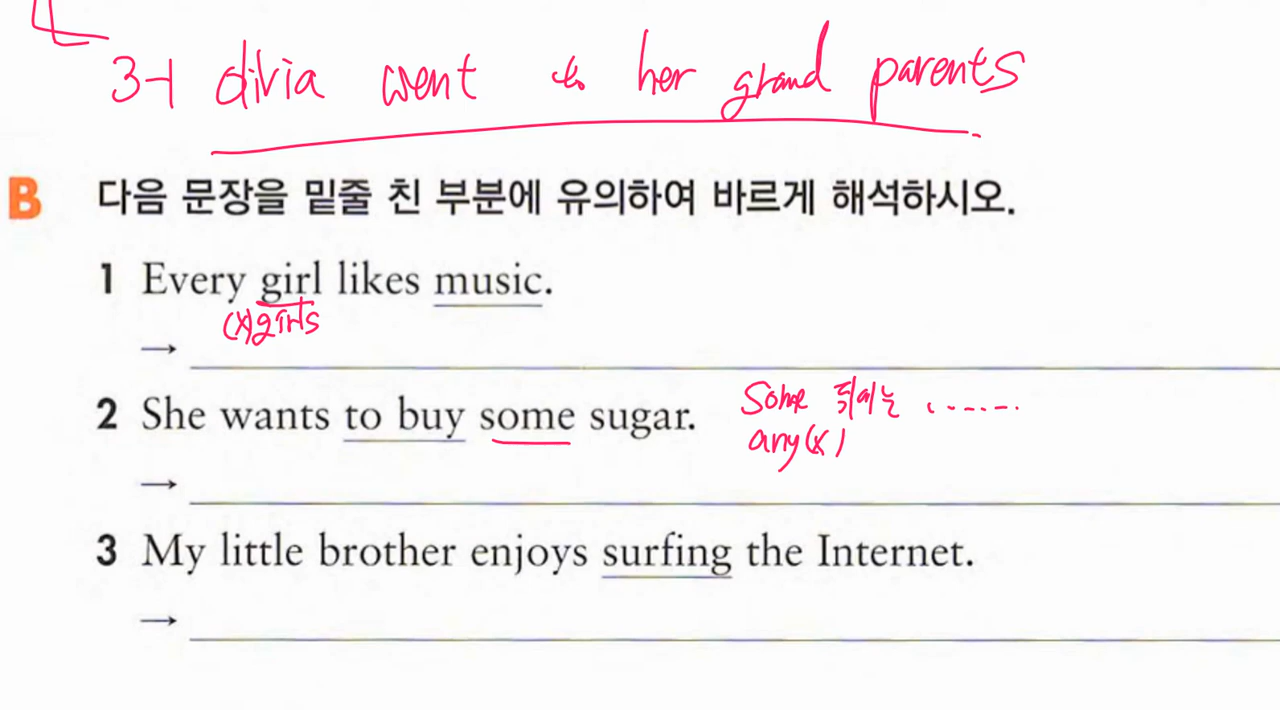 3-1 divia went to her grand parents
B 다음 문장을 밑줄 친 부분에 유의하여 바르게 해석하시오.
1 Every girl likes music.
(x)girls
→
2 She wants to buy some sugar.
Some 뒤에는 ......
any(x)
→
3 My little brother enjoys surfing the Internet.
→